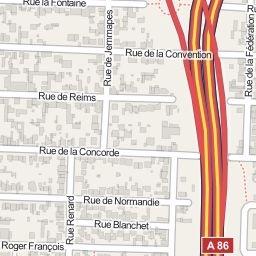 Rue la Fontaine
Rue de Jemmapes
Rue de la Convention
Rue de la Fédération
Rue de Reims
Rue de la Concorde
Rue Renard
Rue de Normandie
Rue Blanchet
Roger François
A 86